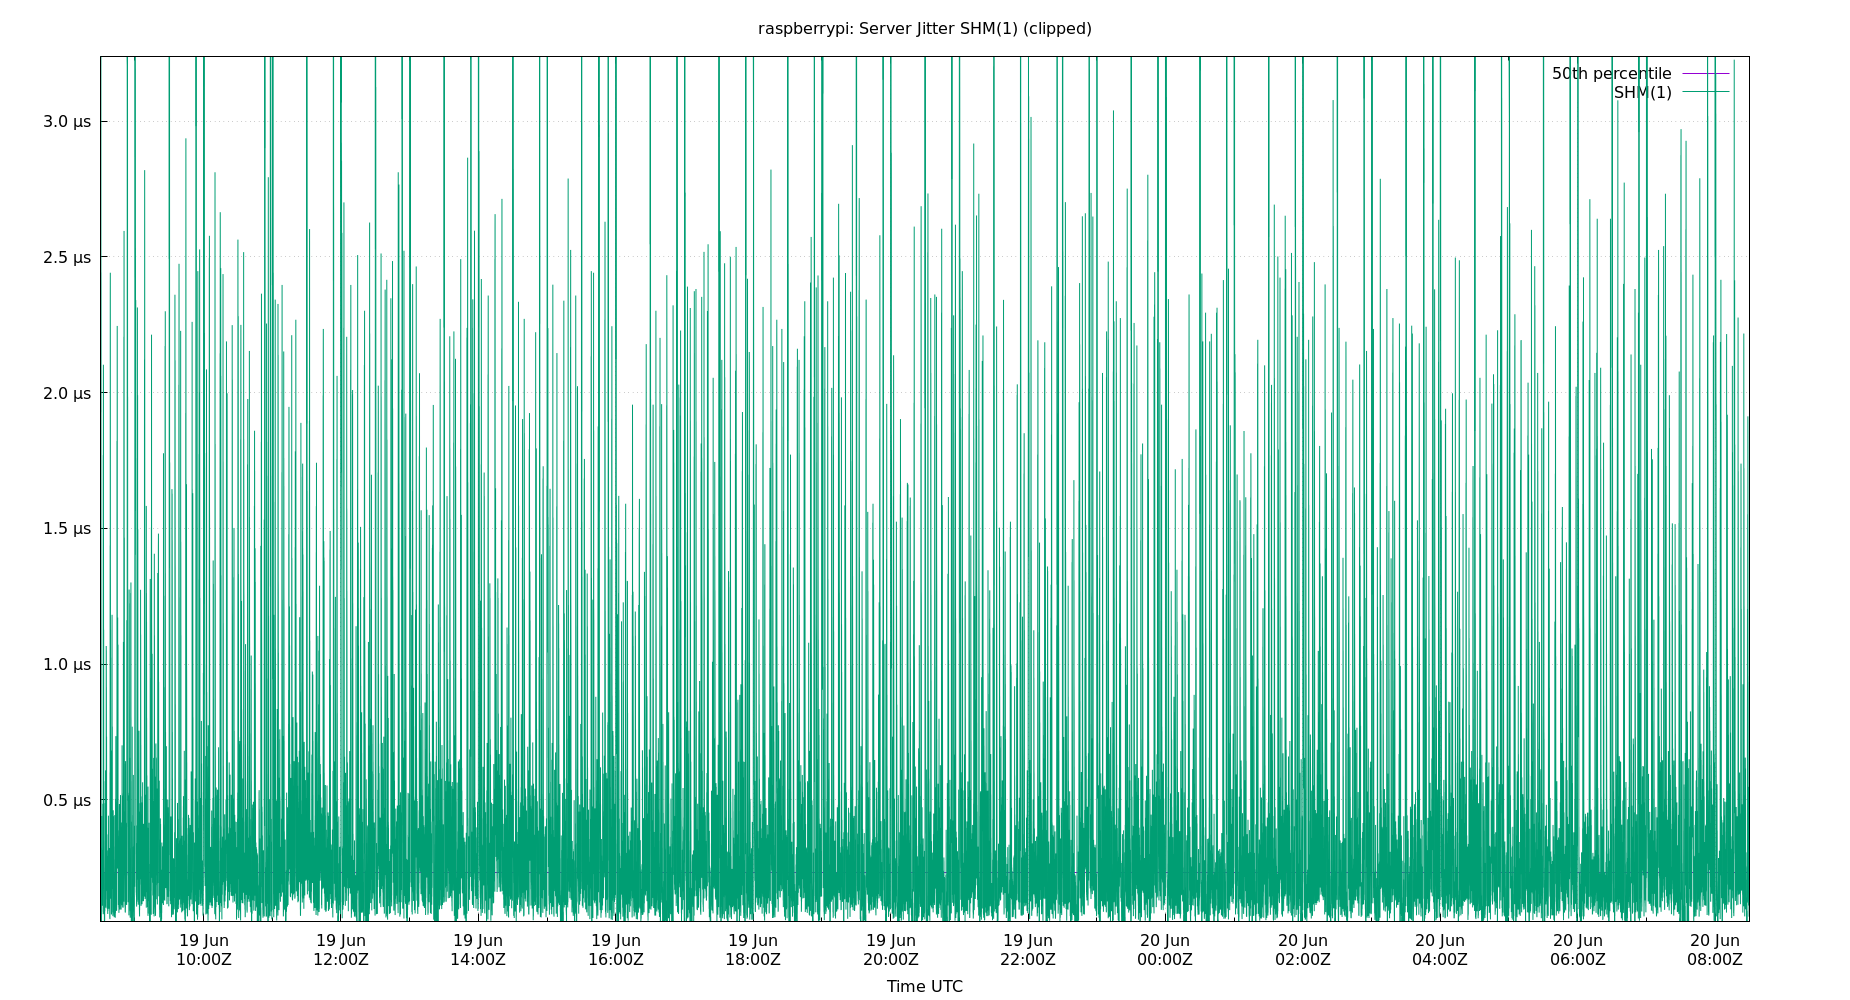 raspberrypi: Server Jitter SHM(1) (clipped)
50th percentile
SHM(1)
3.0 µs
2.5 µs
2.0 µs
1.5 µs
1.0 µs
0.5 µs
19 Jun 19 Jun 19 Jun 19 Jun 19 Jun 19 Jun 19 Jun 20 Jun 20 Jun 20 Jun 20 Jun 20 Jun
10:00Z 12:00Z 14:00Z 16:00Z 18:00Z 20:00Z 22:00Z 00:00Z 02:00Z 04:00Z 06:00Z 08:00Z
Time UTC